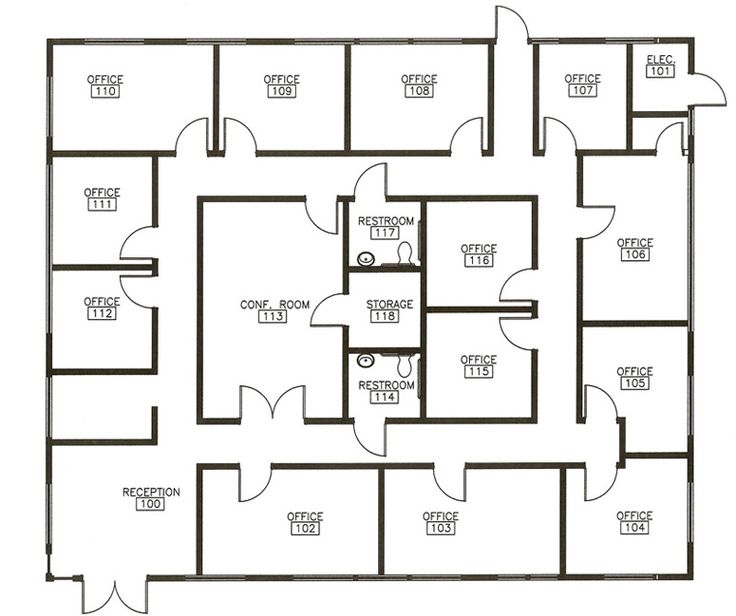 OFFICE
110
OFFICE
109
OFFICE
108
OFFICE
107
ELEC.
101
OFFICE
111
RESTROOM
117
OFFICE
116
OFFICE
106
OFFICE
112
CONF. ROOM
113
STORAGE
118
OFFICE
115
OFFICE
105
RESTROOM
114
RECEPTION
100
OFFICE
102
OFFICE
103
OFFICE
104